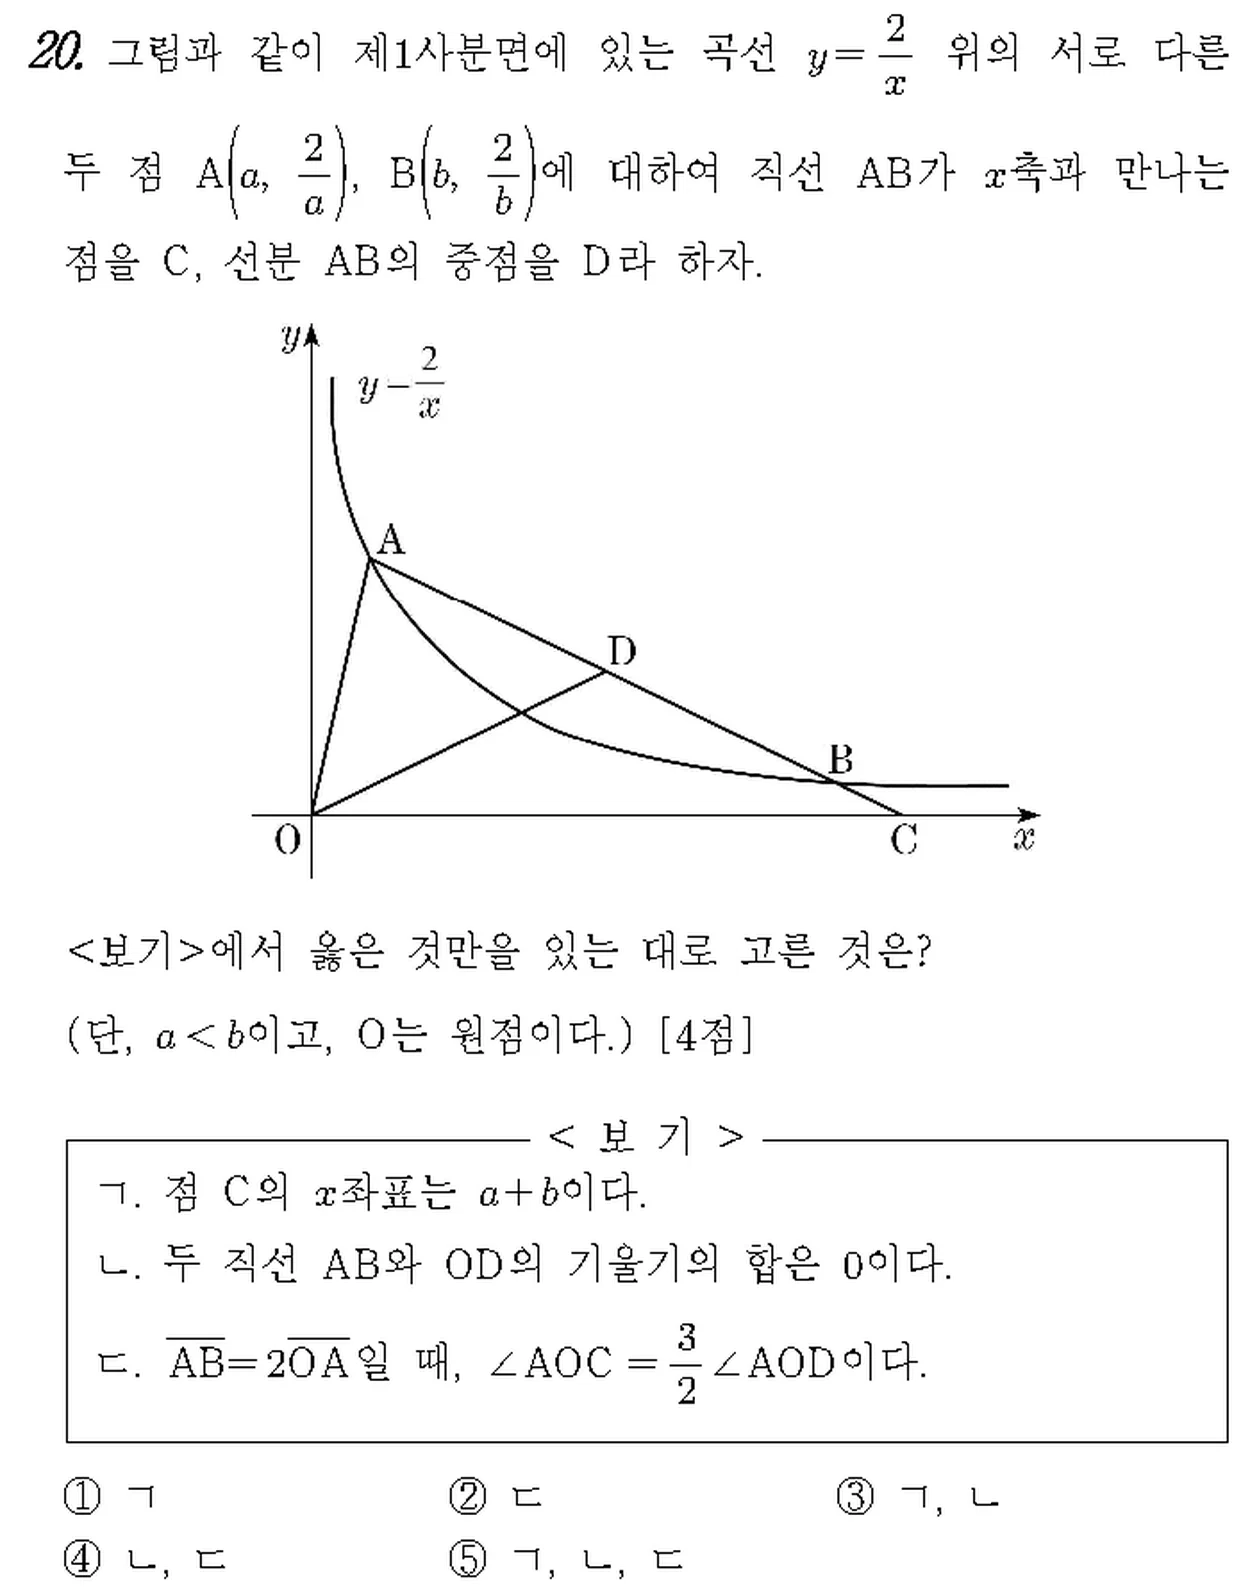 20. 그림과 같이 제1사분면에 있는 곡선 y=2/x 위의 서로 다른
두 점 A(a, 2/a), B(b, 2/b)에 대하여 직선 AB가 x축과 만나는
점을 C, 선분 AB의 중점을 D라 하자.
y
y=2/x
A
D
B
O
C
x
<보기>에서 옳은 것만을 있는 대로 고른 것은?
(단, a<b이고, O는 원점이다.) [4점]
< 보 기 >
ㄱ. 점 C의 x좌표는 a+b이다.
ㄴ. 두 직선 AB와 OD의 기울기의 합은 0이다.
ㄷ. A̅B̅=2O̅A̅일 때, ∠AOC=3/2∠AOD이다.
① ㄱ ② ㄷ ③ ㄱ, ㄴ
④ ㄴ, ㄷ ⑤ ㄱ, ㄴ, ㄷ